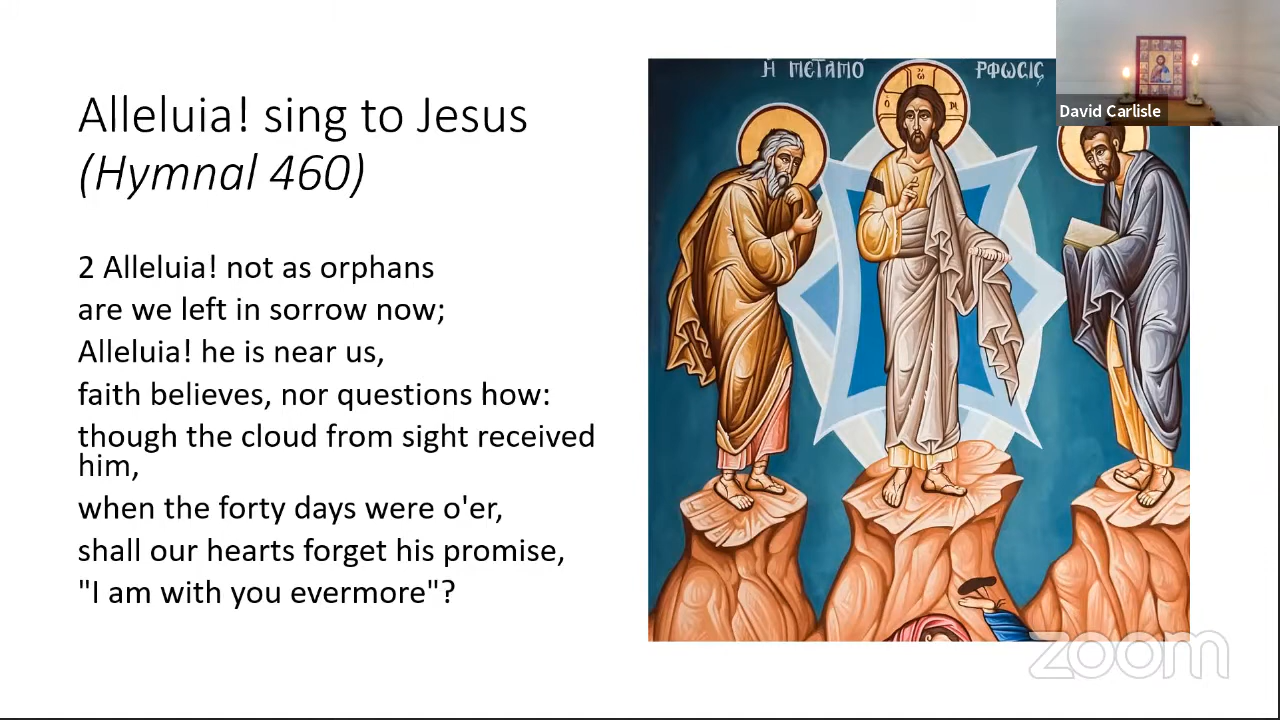 Alleluia! sing to Jesus
(Hymnal 460)
2 Alleluia! not as orphans
are we left in sorrow now;
Alleluia! he is near us,
faith believes, nor questions how:
though the cloud from sight received
him,
when the forty days were o'er,
shall our hearts forget his promise,
"I am with you evermore"?
Η ΜΕΤΑΜΌ ΡΦΩCΙC
David Carlisle
zoom